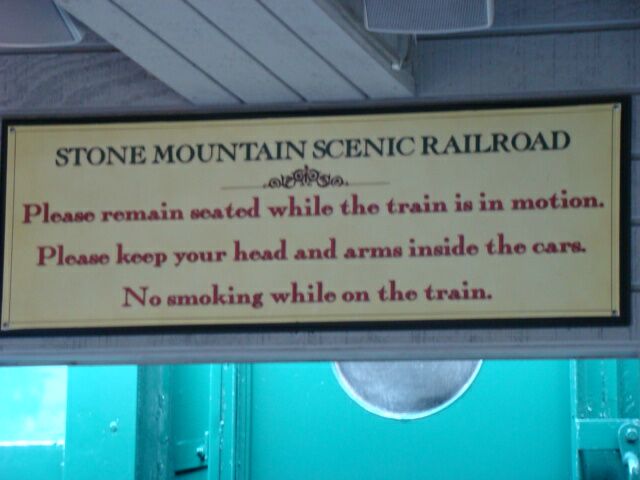 STONE MOUNTAIN SCENIC RAILROAD
Please remain seated while the train is in motion.
Please keep your head and arms inside the cars.
No smoking while on the train.